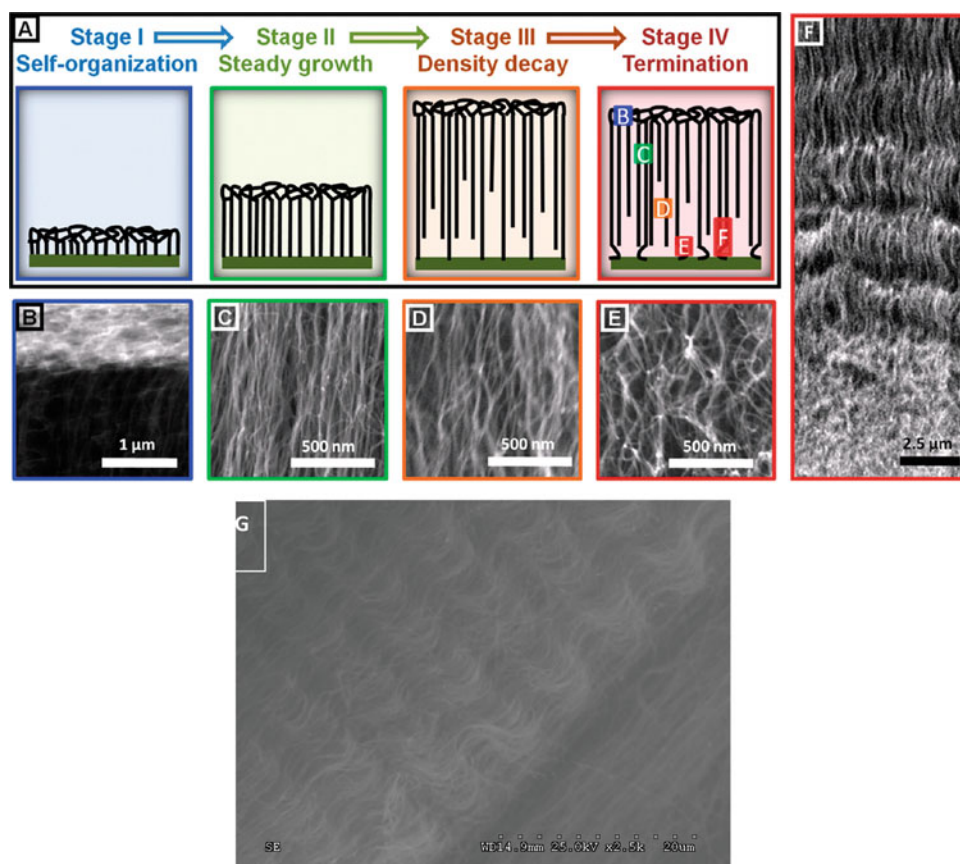 A
Stage I Stage II Stage III Stage IV
Self-organization Steady growth Density decay Termination
B
C
D
E
F
B
1 µm
C
500 nm
D
500 nm
E
500 nm
F
2.5 µm
G
SE WD14.9mm 25.0kV x2.5k 20um